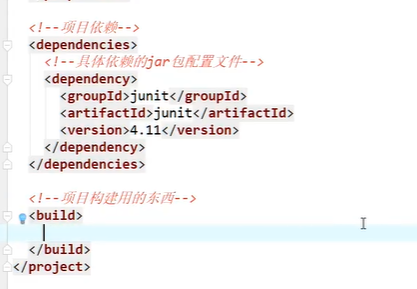 <!--项目依赖-->
<dependencies>
<!--具体依赖的jar包配置文件-->
<dependency>
<groupId>junit</groupId>
<artifactId>junit</artifactId>
<version>4.11</version>
</dependency>
</dependencies>
<!--项目构建用的东西-->
<build>
</build>
</project>